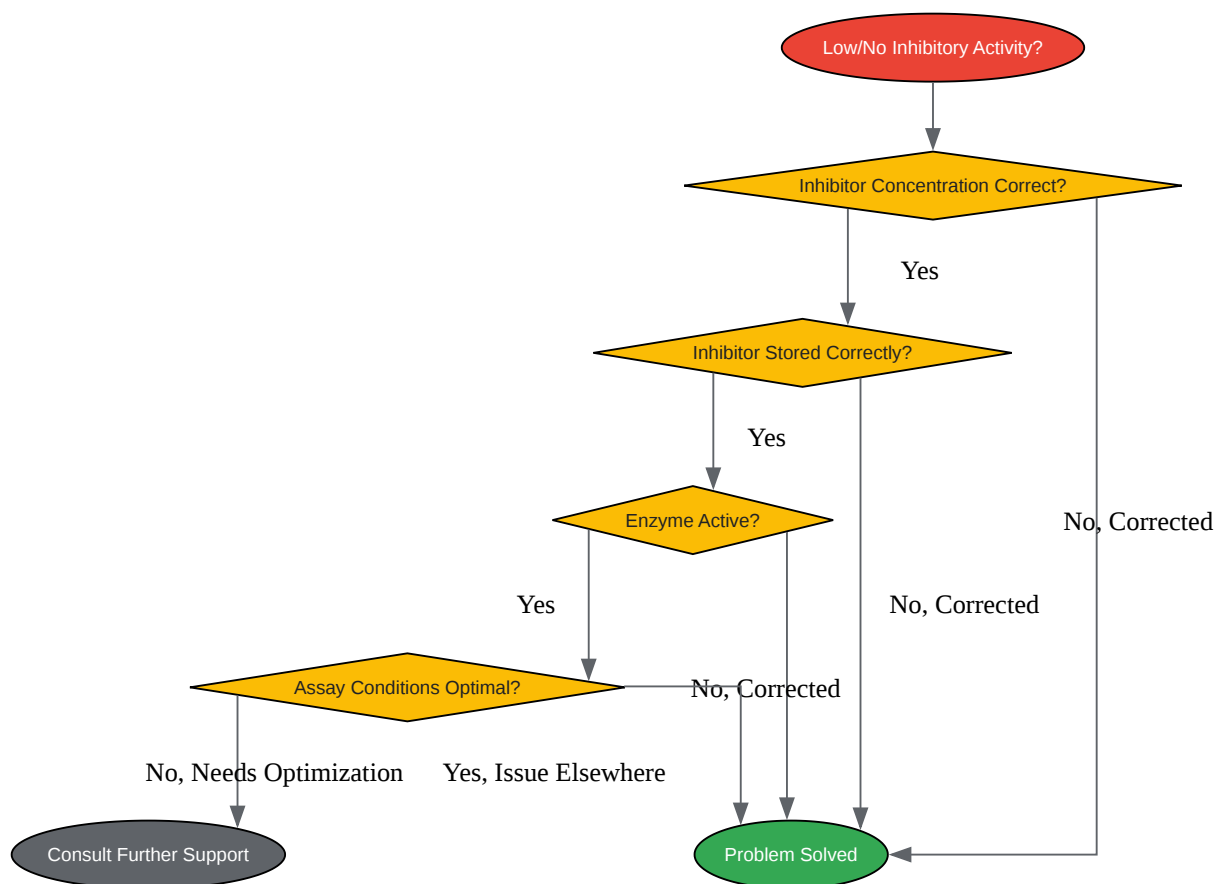 Low/No Inhibitory Activity?
Inhibitor Concentration Correct?
Yes
Inhibitor Stored Correctly?
Yes
Enzyme Active?
No, Corrected
Yes
No, Corrected
Assay Conditions Optimal?
No, Corrected
No, Needs Optimization
Yes, Issue Elsewhere
Consult Further Support
Problem Solved